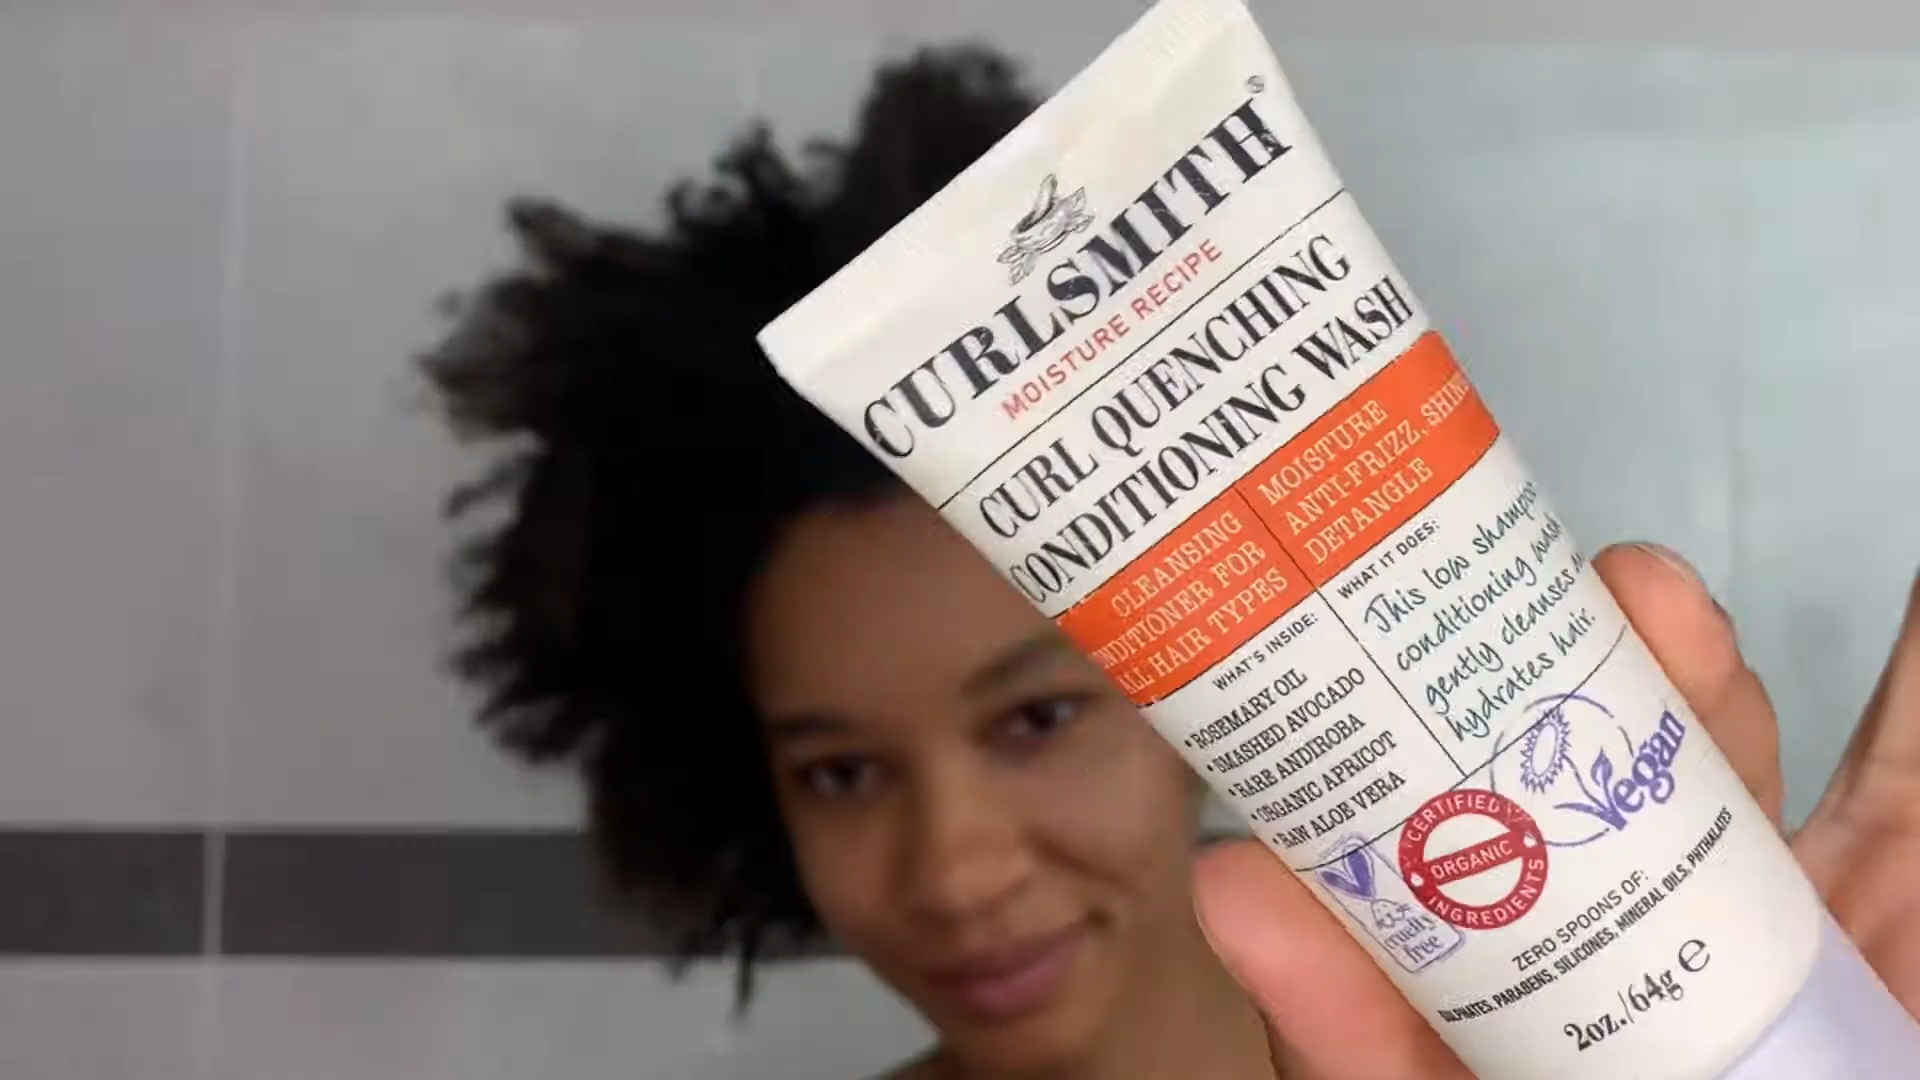 CURLSMITH®
MOISTURE RECIPE
CURL QUENCHING
CONDITIONING WASH
CLEANSING
CONDITIONER FOR
ALL HAIR TYPES
MOISTURE
ANTI-FRIZZ, SHINE
DETANGLE
WHAT'S INSIDE:
• ROSEMARY OIL
• SMASHED AVOCADO
• RARE ANDIROBA
• ORGANIC APRICOT
• RAW ALOE VERA
WHAT IT DOES:
This low shampoo
conditioning wash
gently cleanses
hydrates hair.
Vegan
CERTIFIED
ORGANIC
INGREDIENTS
cruelty
free
ZERO SPOONS OF:
SULPHATES, PARABENS, SILICONES, MINERAL OILS, PHTHALATES
2oz./64g ℮